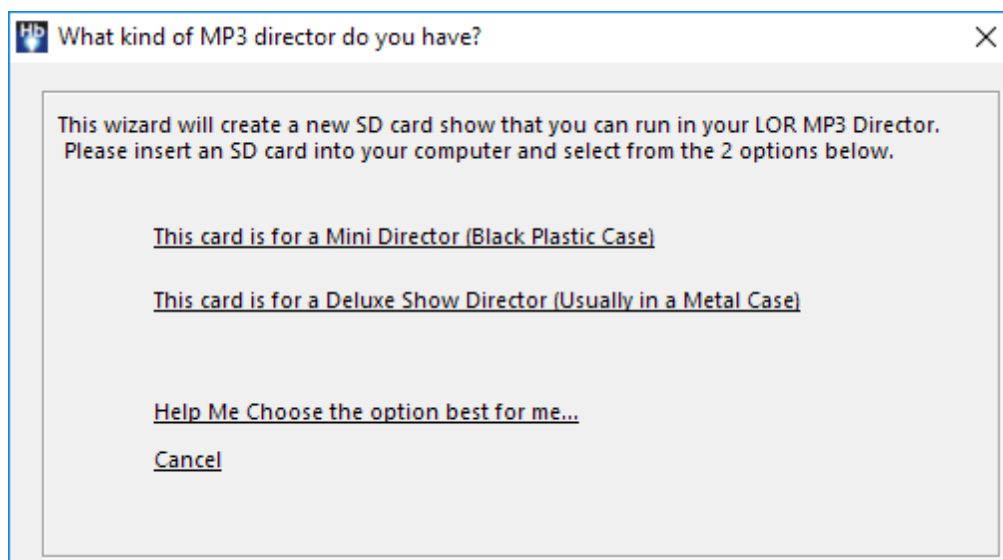 Hb What kind of MP3 director do you have?
This wizard will create a new SD card show that you can run in your LOR MP3 Director.
Please insert an SD card into your computer and select from the 2 options below.
This card is for a Mini Director (Black Plastic Case)
This card is for a Deluxe Show Director (Usually in a Metal Case)
Help Me Choose the option best for me...
Cancel